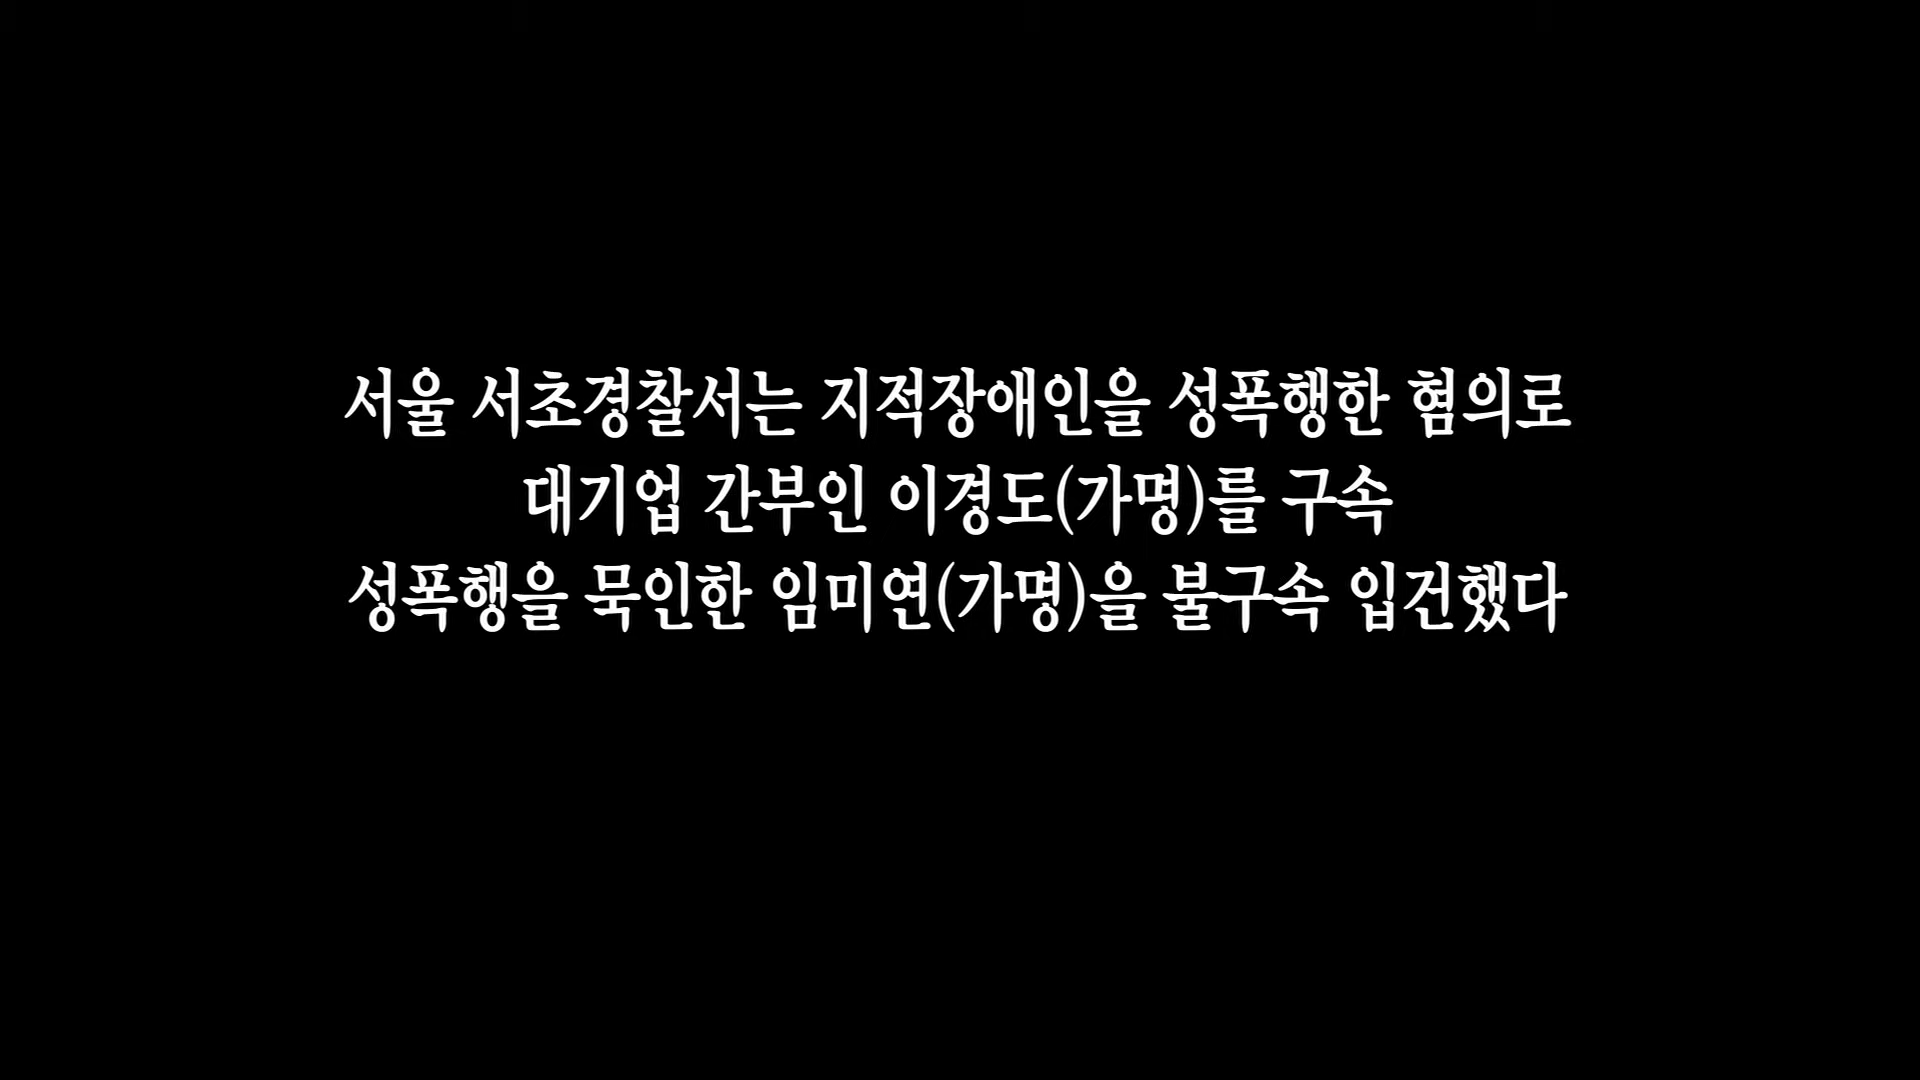 서울 서초경찰서는 지적장애인을 성폭행한 혐의로
대기업 간부인 이경도(가명)를 구속
성폭행을 묵인한 임미연(가명)을 불구속 입건했다